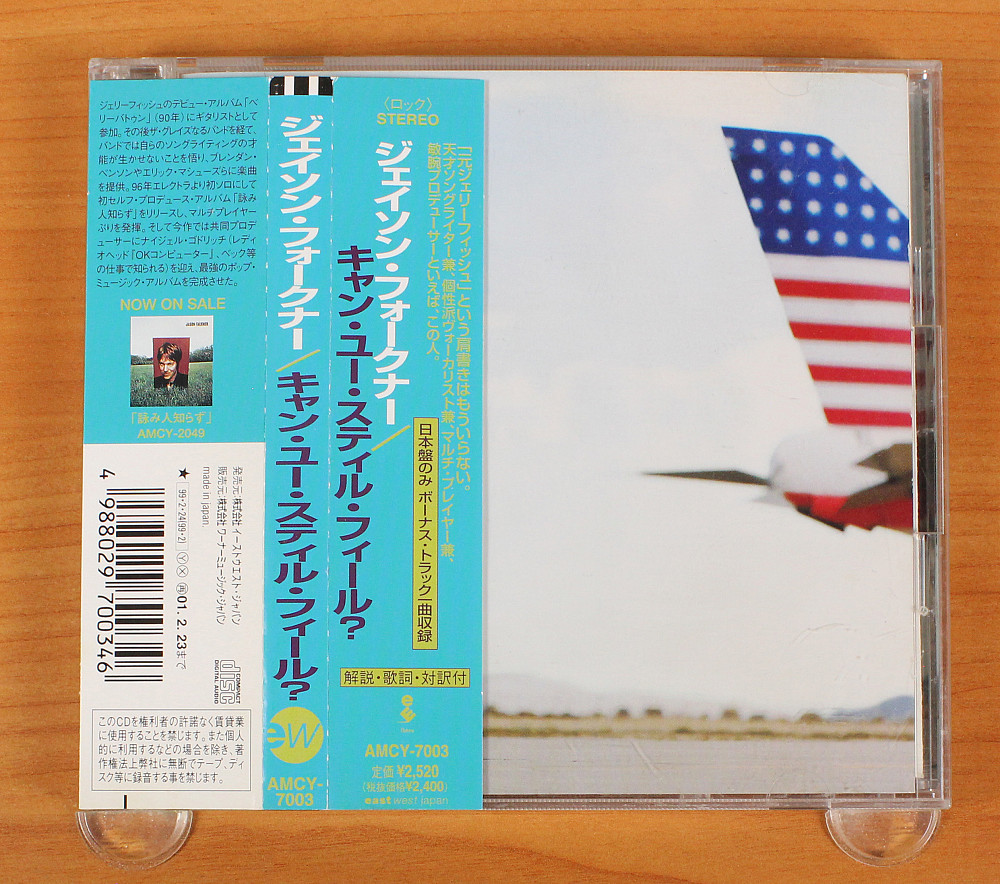 ジェリーフィッシュのデビュー・アルバム「ベ
リーバトゥン」(90年)にギタリストとして
参加。その後ザ・グレイズなるバンドを経て、
バンドでは自らのソングライティングの才
能が生かせないことを悟り、ブレンダン・
ベンソンやエリック・マシューズらに楽曲
を提供。96年エレクトラより初ソロにして
初セルフ・プロデュース・アルバム「詠み
人知らず」をリリースし、マルチ・プレイヤー
ぶりを発揮。そして今作では共同プロデ
ューサーにナイジェル・ゴドリッチ(レディ
オヘッド「OKコンピューター」、ベック等
の仕事で知られる)を迎え、最強のポップ・
ミュージック・アルバムを完成させた。
NOW ON SALE
JASON FALKNER
「詠み人知らず」
AMCY-2049
発売元・株式会社 イーストウエスト・ジャパン
販売元・株式会社 ワーナーミュージック・ジャパン
made in japan.
★ 99・2・24(99・2) Ⓨ Ⓧ 再 01.2.23まで
4 988029 700346
COMPACT
disc
DIGITAL AUDIO
このCDを権利者の許諾なく賃貸業
に使用することを禁じます。また個人
的に利用するなどの場合を除き、著
作権法上弊社に無断でテープ、ディ
スク等に録音する事を禁じます。
ジェイソン・フォークナー/キャン・ユー・スティル・フィール?
ew
AMCY-
7003
〈ロック〉
STEREO
「元ジェリーフィッシュ」という肩書きはもういらない。
天才ソングライター兼、個性派ヴォーカリスト兼、マルチ・プレイヤー兼、
敏腕プロデューサーといえば、この人。
ジェイソン・フォークナー/
キャン・ユー・スティル・フィール?
日本盤のみ ボーナス・トラック一曲収録
解説・歌詞・対訳付
AMCY-7003
定価 ¥2,520
(税抜価格¥2,400)
east west japan